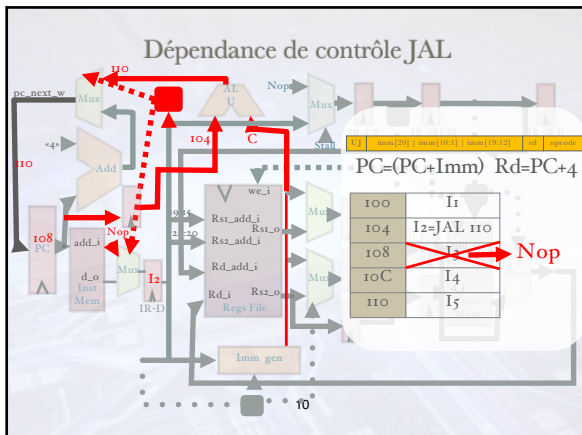 Dépendance de contrôle JAL
110
pc_next_w
Mux
AL
U
Nop
Mux
Stall
110
«4»
Add
104
C
UJ imm[20] | imm[10:1] | imm[19:12] rd opcode
PC=(PC+Imm) Rd=PC+4
we_i
108
PC
Nop
add_i
d_o
Inst
Mem
Mux
I2
IR-D
Rs1_add_i
Rs1_o
Rs2_add_i
Rd_add_i
Rd_i
Rs2_o
Regs File
Mux
Mux
100 I1
104 I2=JAL 110
108 I3
Nop
10C I4
110 I5
Imm gen
10